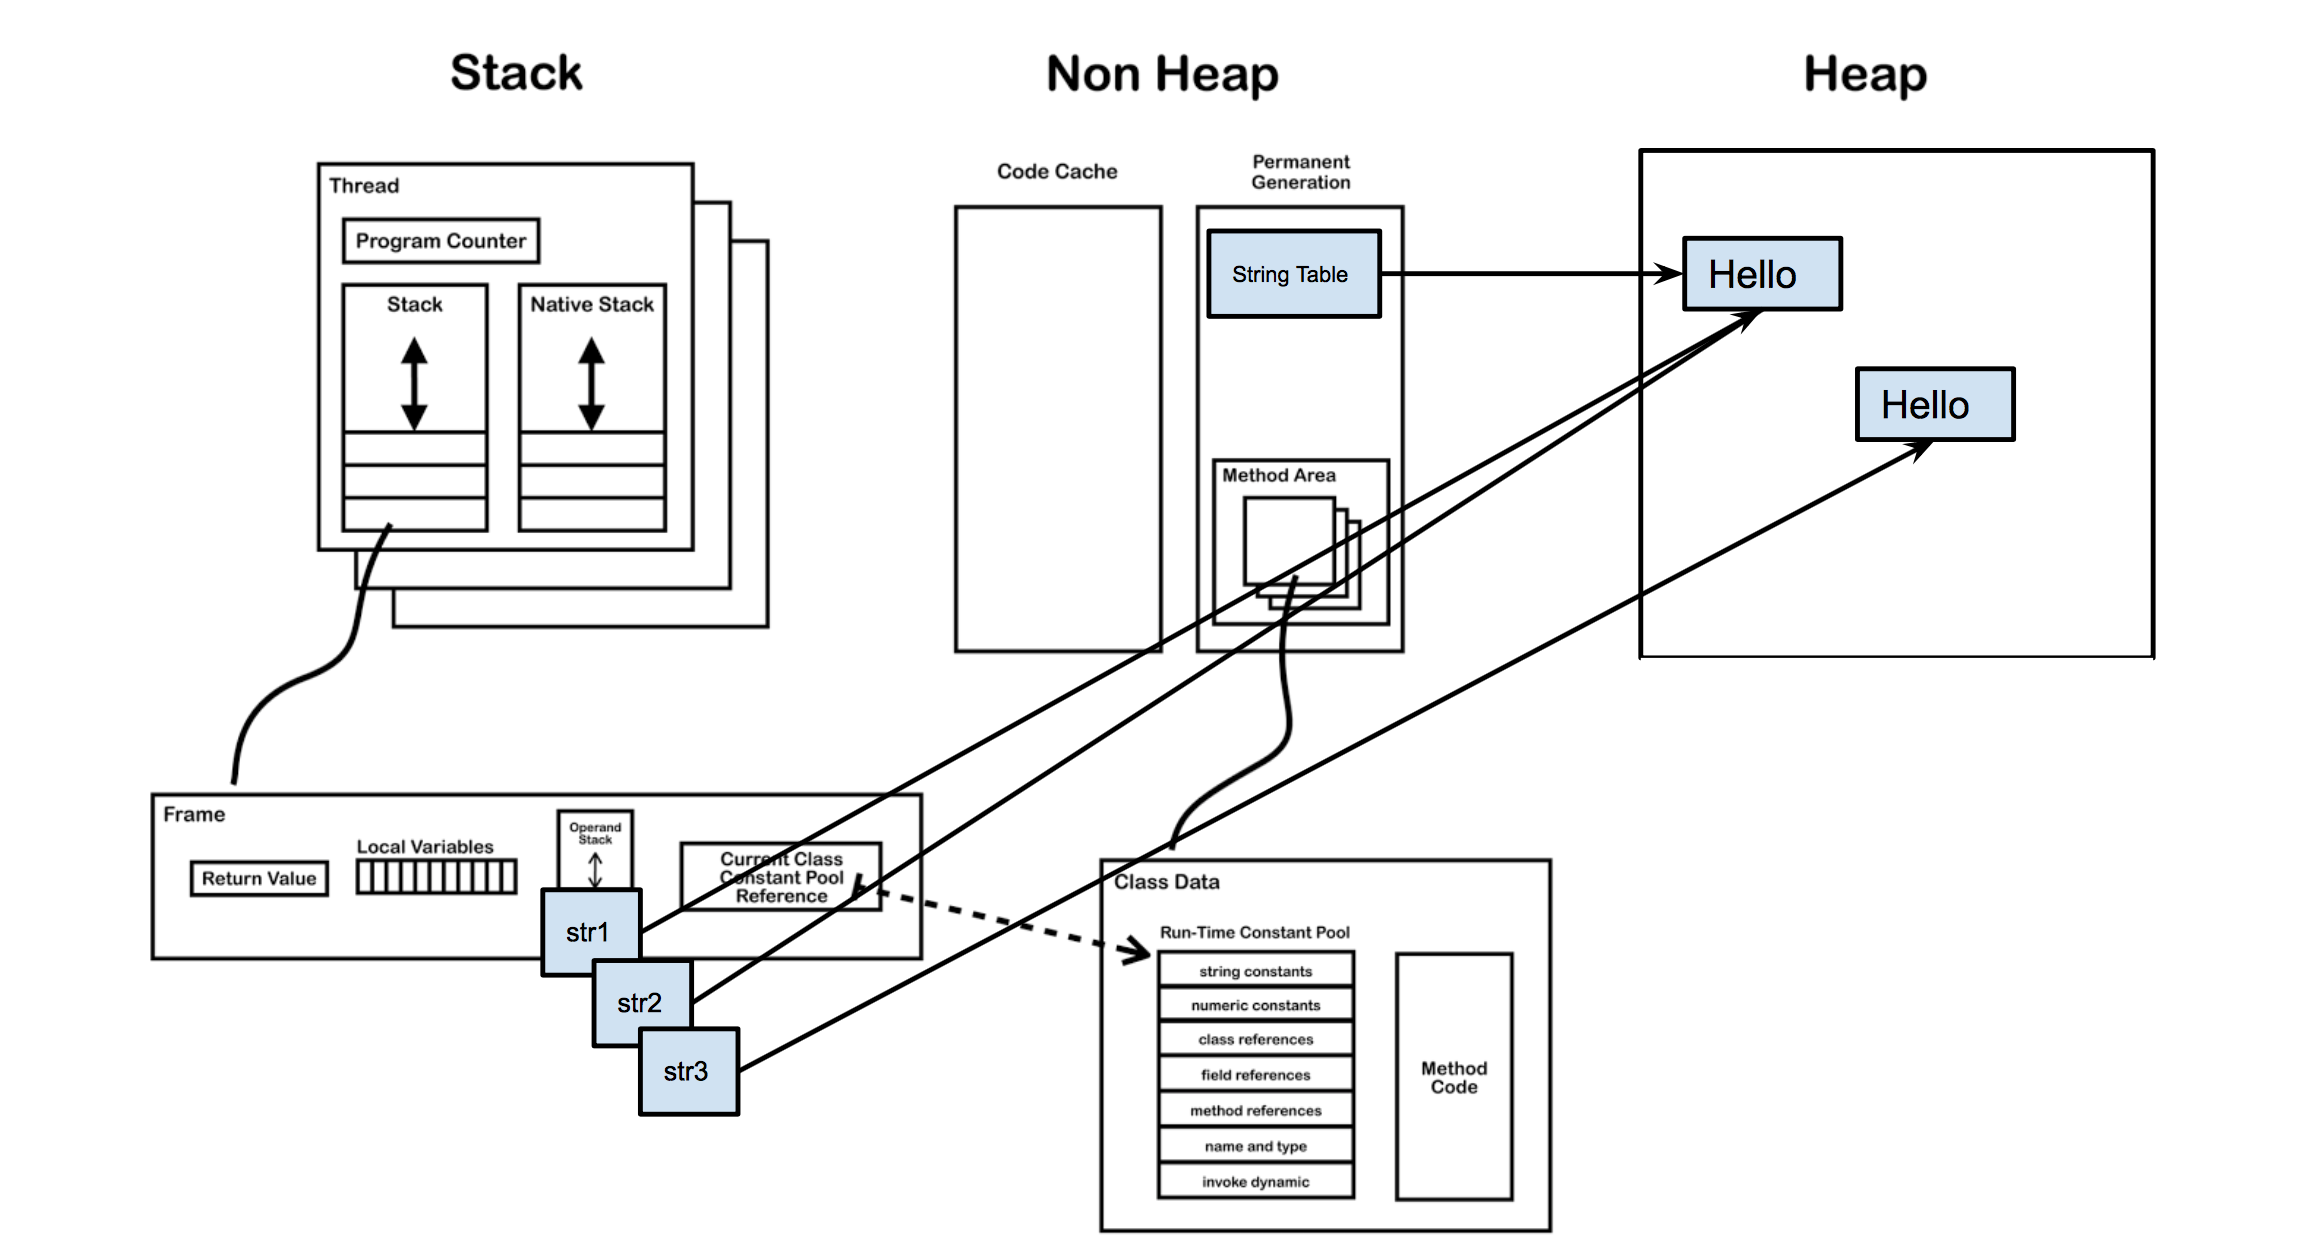 Stack
Non Heap
Heap
Thread
Program Counter
Stack
Native Stack
Code Cache
Permanent
Generation
String Table
Method Area
Hello
Hello
Frame
Return Value
Local Variables
Operand
Stack
Current Class
Constant Pool
Reference
str1
str2
str3
Class Data
Run-Time Constant Pool
string constants
numeric constants
class references
field references
method references
name and type
invoke dynamic
Method
Code